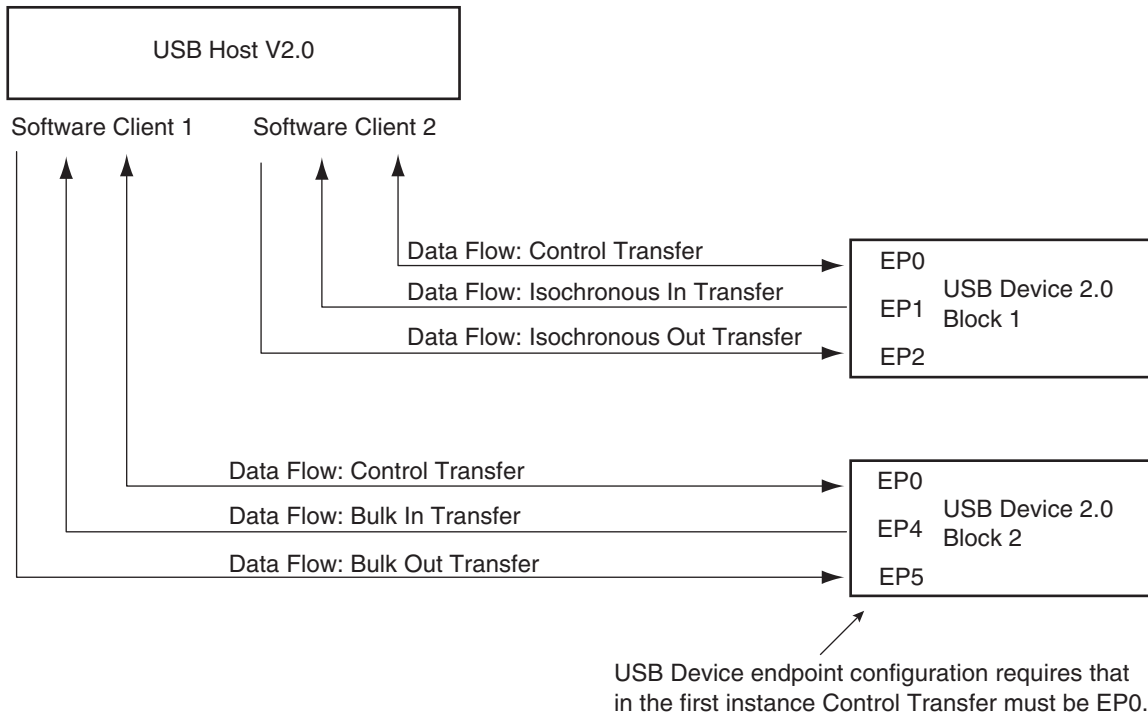 USB Host V2.0
Software Client 1
Software Client 2
Data Flow: Control Transfer
Data Flow: Isochronous In Transfer
Data Flow: Isochronous Out Transfer
EP0
EP1
EP2
USB Device 2.0
Block 1
Data Flow: Control Transfer
Data Flow: Bulk In Transfer
Data Flow: Bulk Out Transfer
EP0
EP4
EP5
USB Device 2.0
Block 2
USB Device endpoint configuration requires that
in the first instance Control Transfer must be EP0.